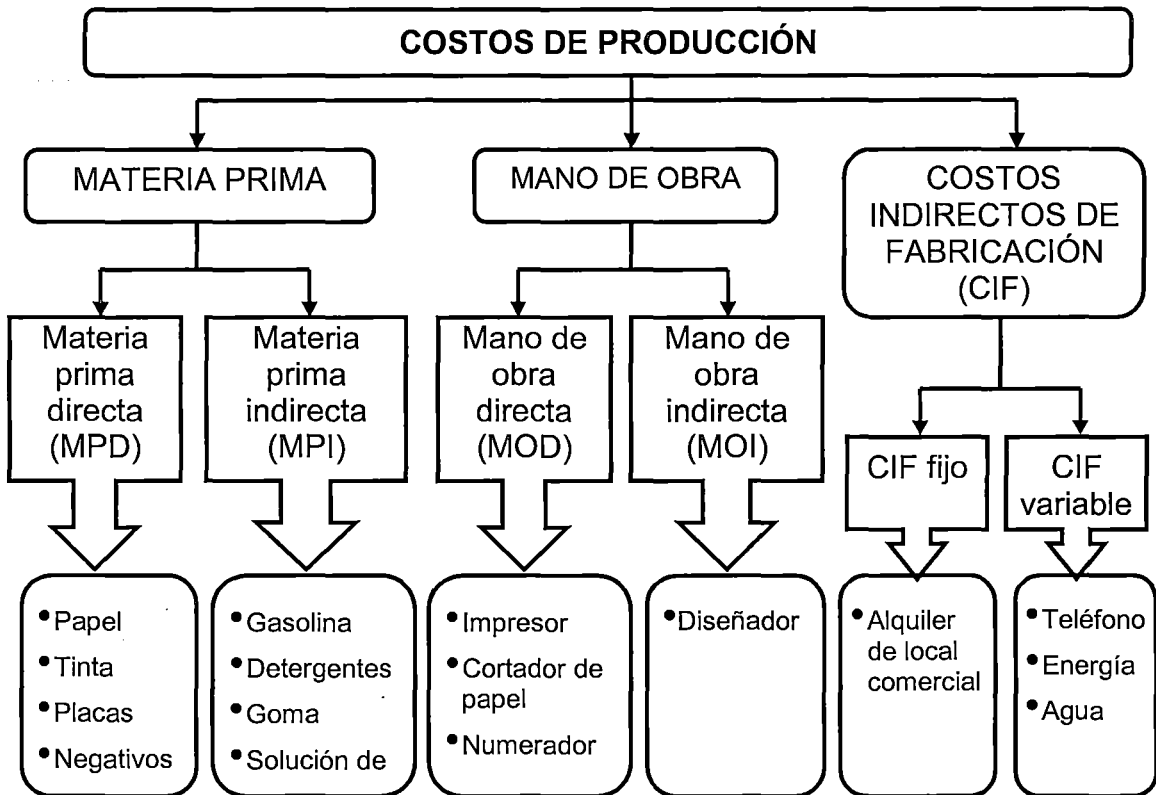 COSTOS DE PRODUCCIÓN
MATERIA PRIMA
MANO DE OBRA
COSTOS
INDIRECTOS DE
FABRICACIÓN
(CIF)
Materia
prima
directa
(MPD)
Materia
prima
indirecta
(MPI)
Mano de
obra
directa
(MOD)
Mano de
obra
indirecta
(MOI)
CIF fijo
CIF
variable
• Papel
• Tinta
• Placas
• Negativos
• Gasolina
• Detergentes
• Goma
• Solución de
• Impresor
• Cortador de
papel
• Numerador
• Diseñador
• Alquiler
de local
comercial
• Teléfono
• Energía
• Agua